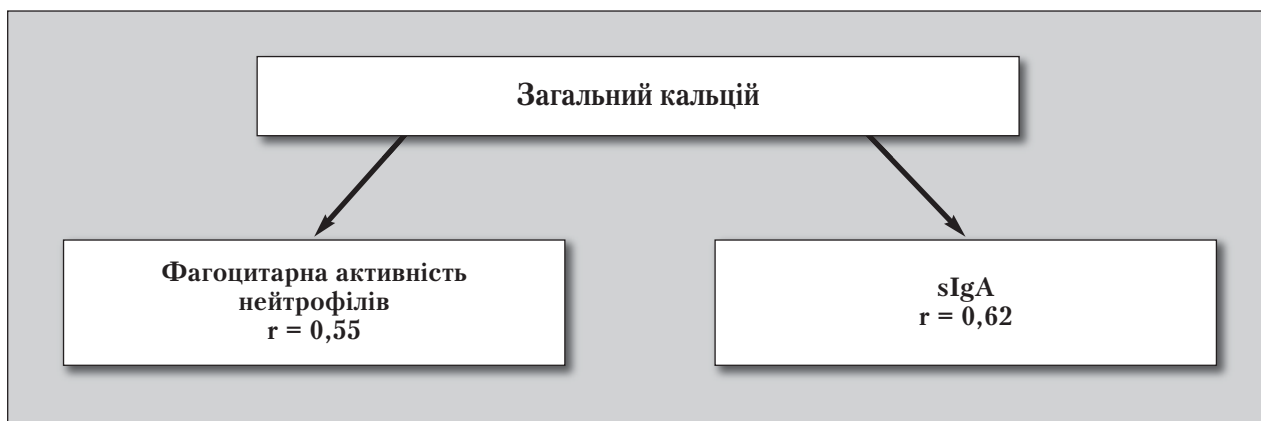 Загальний кальцій
Фагоцитарна активність
нейтрофілів
r = 0,55
sIgA
r = 0,62